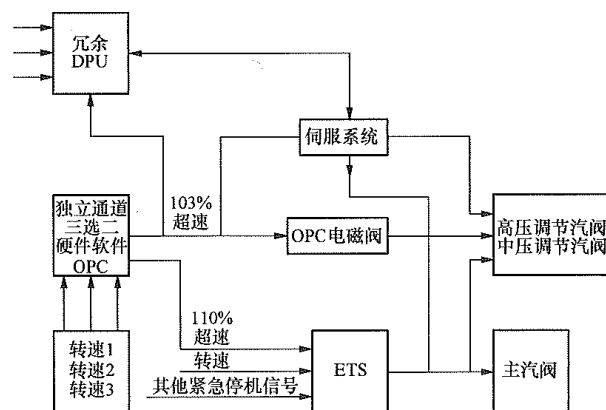 冗余
DPU
伺服系统
独立通道
三选二
硬件软件
OPC
103%
超速
OPC电磁阀
高压调节汽阀
中压调节汽阀
110%
超速
转速
其他紧急停机信号
转速1
转速2
转速3
ETS
主汽阀